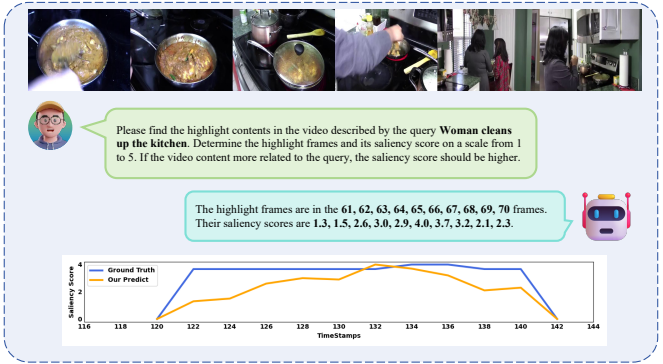 Please find the highlight contents in the video described by the query Woman cleans
up the kitchen. Determine the highlight frames and its saliency score on a scale from 1
to 5. If the video content more related to the query, the saliency score should be higher.
The highlight frames are in the 61, 62, 63, 64, 65, 66, 67, 68, 69, 70 frames.
Their saliency scores are 1.3, 1.5, 2.6, 3.0, 2.9, 4.0, 3.7, 3.2, 2.1, 2.3.
Saliency Score
4
2
0
Ground Truth
Our Predict
116 118 120 122 124 126 128 130 132 134 136 138 140 142 144
TimeStamps